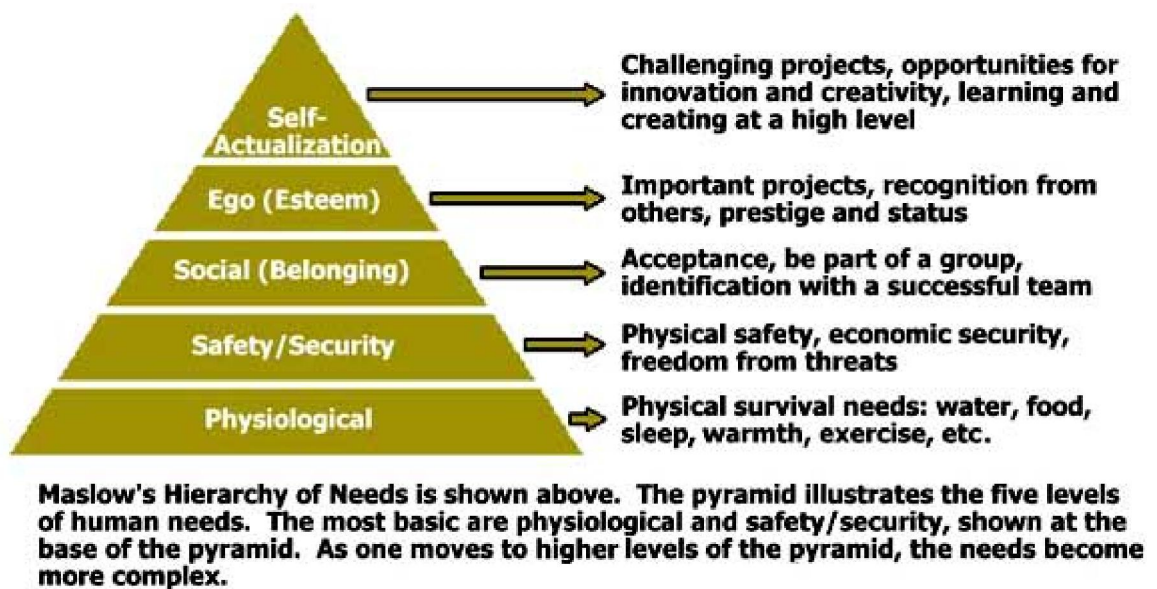 Self-
Actualization
Challenging projects, opportunities for
innovation and creativity, learning and
creating at a high level
Ego (Esteem)
Important projects, recognition from
others, prestige and status
Social (Belonging)
Acceptance, be part of a group,
identification with a successful team
Safety/Security
Physical safety, economic security,
freedom from threats
Physiological
Physical survival needs: water, food,
sleep, warmth, exercise, etc.
Maslow's Hierarchy of Needs is shown above. The pyramid illustrates the five levels
of human needs. The most basic are physiological and safety/security, shown at the
base of the pyramid. As one moves to higher levels of the pyramid, the needs become
more complex.